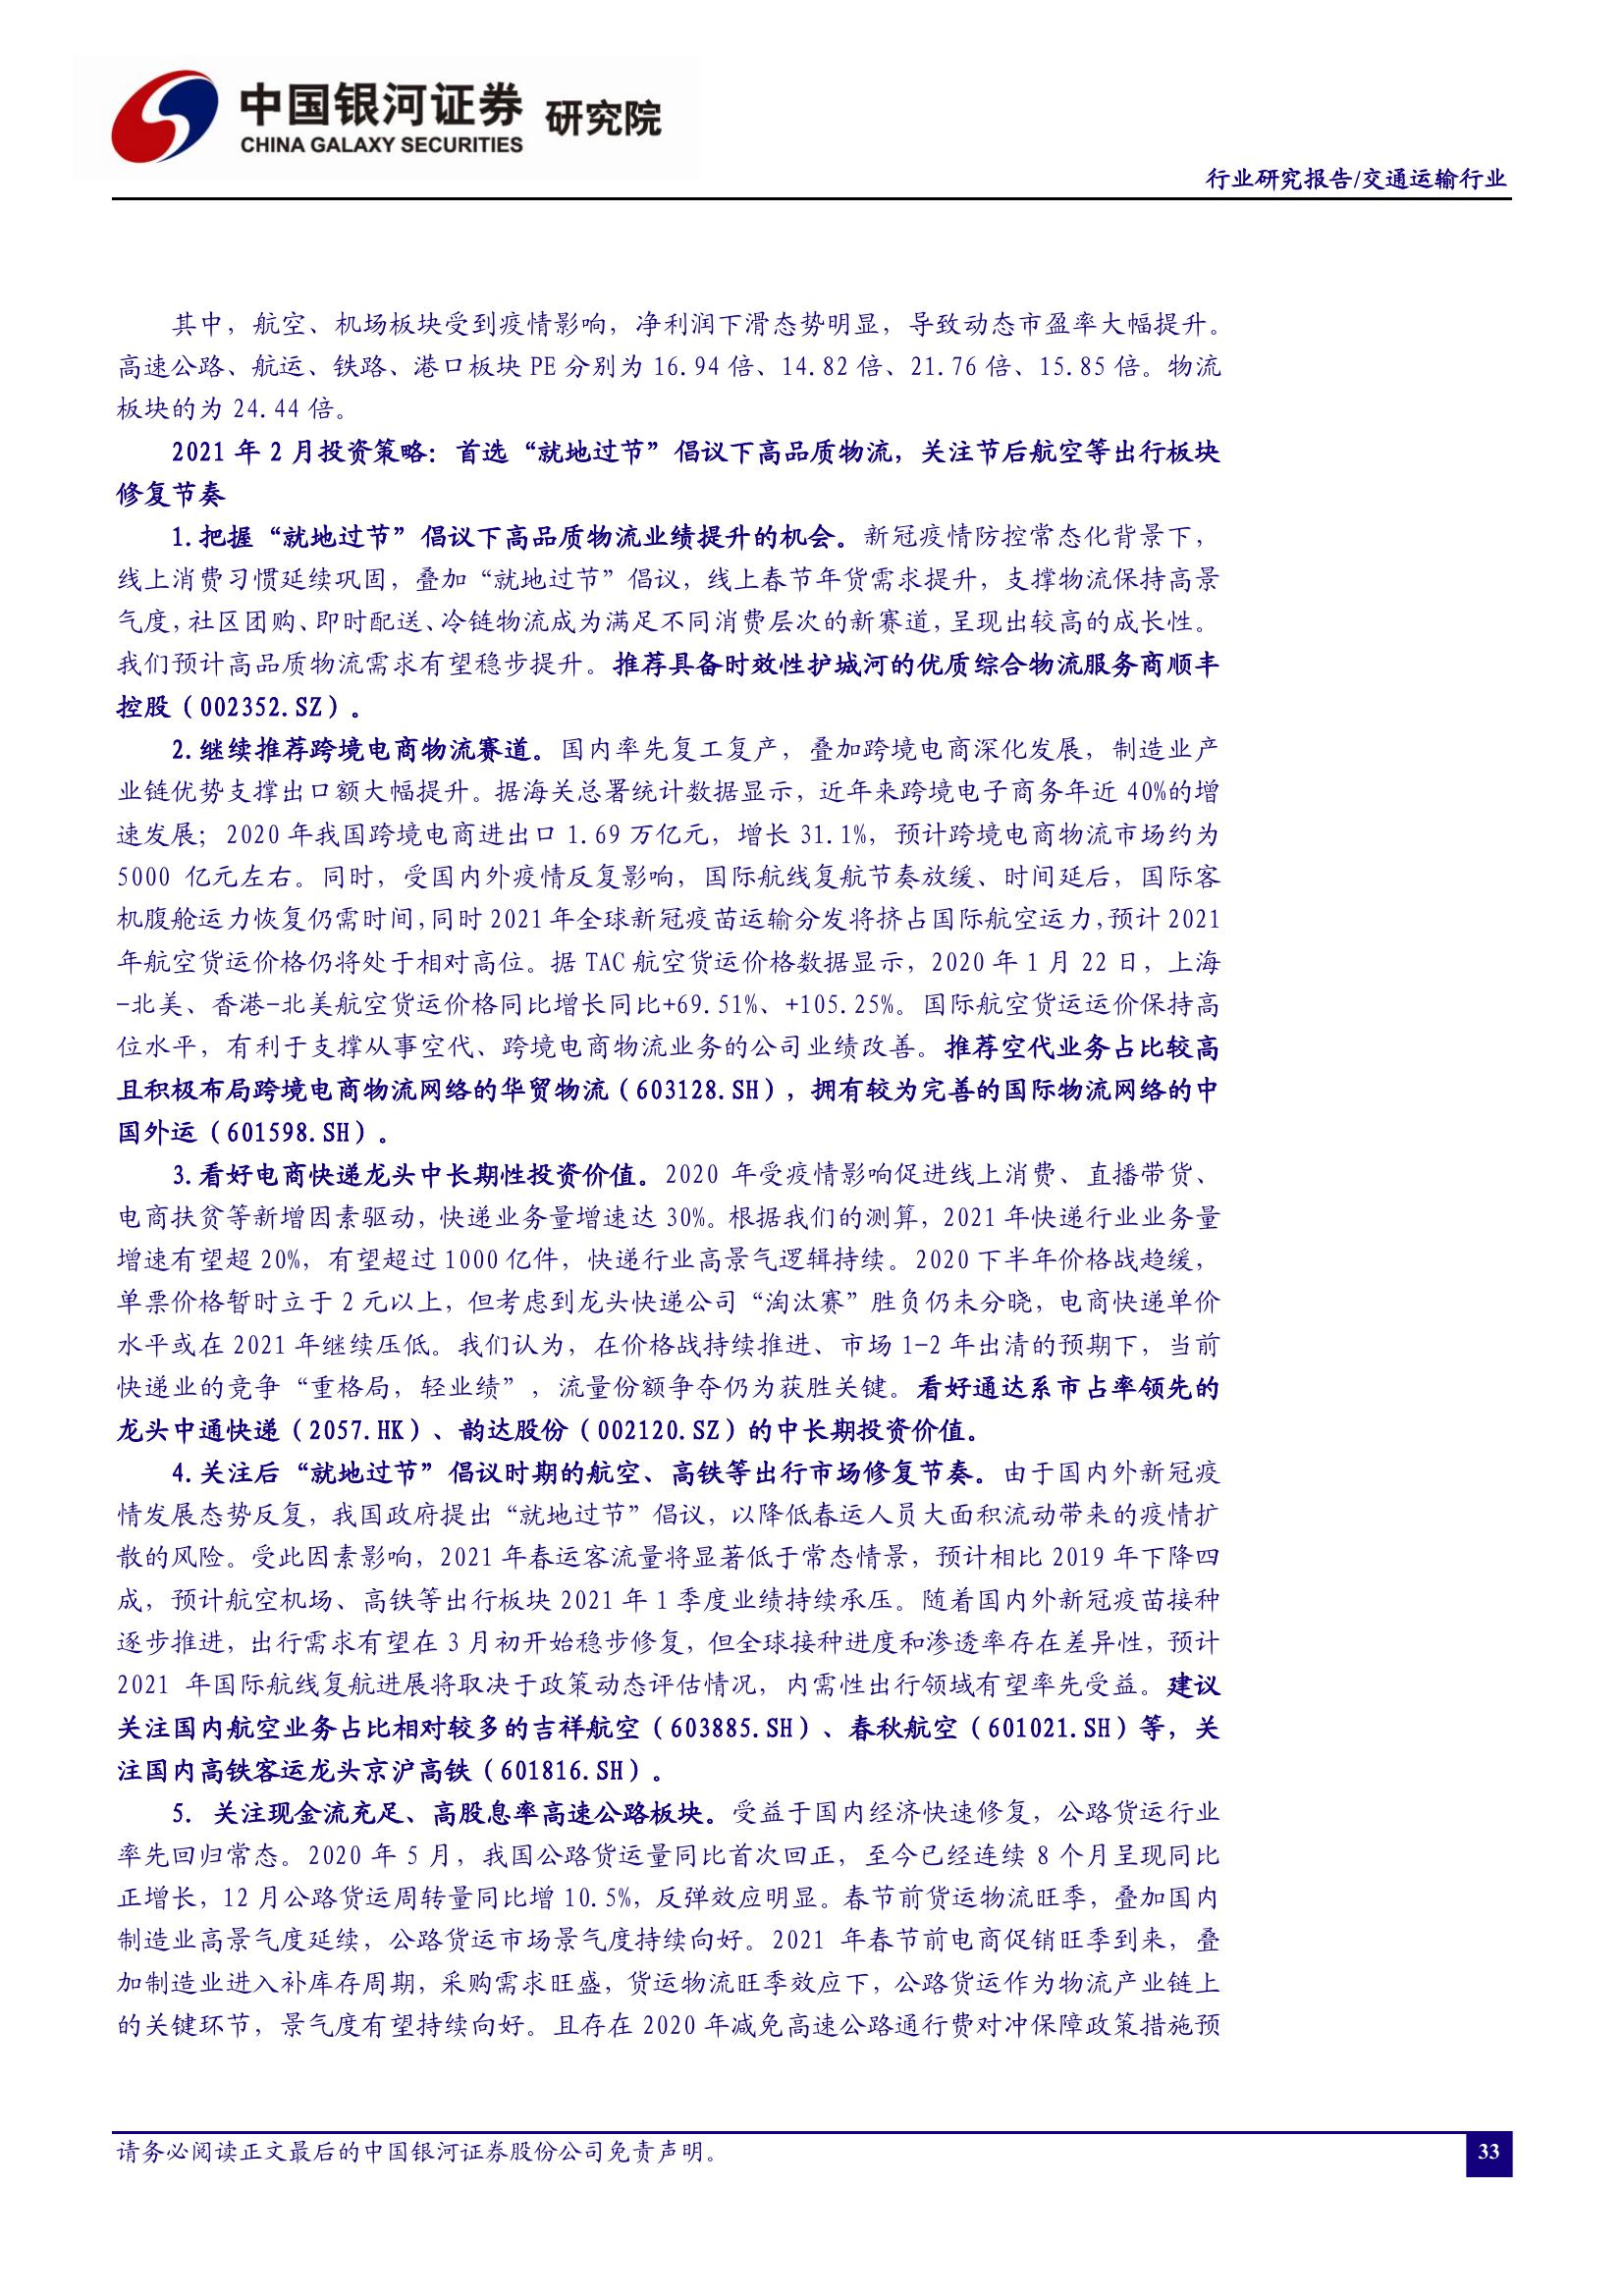 中国银河证券 研究院
CHINA GALAXY SECURITIES
行业研究报告/交通运输行业
其中，航空、机场板块受到疫情影响，净利润下滑态势明显，导致动态市盈率大幅提升。
高速公路、航运、铁路、港口板块 PE 分别为 16.94 倍、14.82 倍、21.76 倍、15.85 倍。物流
板块的为 24.44 倍。
2021 年 2 月投资策略：首选“就地过节”倡议下高品质物流，关注节后航空等出行板块
修复节奏
1.把握“就地过节”倡议下高品质物流业绩提升的机会。新冠疫情防控常态化背景下，
线上消费习惯延续巩固，叠加“就地过节”倡议，线上春节年货需求提升，支撑物流保持高景
气度，社区团购、即时配送、冷链物流成为满足不同消费层次的新赛道，呈现出较高的成长性。
我们预计高品质物流需求有望稳步提升。推荐具备时效性护城河的优质综合物流服务商顺丰
控股（002352.SZ）。
2.继续推荐跨境电商物流赛道。国内率先复工复产，叠加跨境电商深化发展，制造业产
业链优势支撑出口额大幅提升。据海关总署统计数据显示，近年来跨境电子商务年近 40%的增
速发展；2020 年我国跨境电商进出口 1.69 万亿元，增长 31.1%，预计跨境电商物流市场约为
5000 亿元左右。同时，受国内外疫情反复影响，国际航线复航节奏放缓、时间延后，国际客
机腹舱运力恢复仍需时间，同时 2021 年全球新冠疫苗运输分发将挤占国际航空运力，预计 2021
年航空货运价格仍将处于相对高位。据 TAC 航空货运价格数据显示，2020 年 1 月 22 日，上海
-北美、香港-北美航空货运价格同比增长同比+69.51%、+105.25%。国际航空货运运价保持高
位水平，有利于支撑从事空代、跨境电商物流业务的公司业绩改善。推荐空代业务占比较高
且积极布局跨境电商物流网络的华贸物流（603128.SH），拥有较为完善的国际物流网络的中
国外运（601598.SH）。
3.看好电商快递龙头中长期性投资价值。2020 年受疫情影响促进线上消费、直播带货、
电商扶贫等新增因素驱动，快递业务量增速达 30%。根据我们的测算，2021 年快递行业业务量
增速有望超 20%，有望超过 1000 亿件，快递行业高景气逻辑持续。2020 下半年价格战趋缓，
单票价格暂时立于 2 元以上，但考虑到龙头快递公司“淘汰赛”胜负仍未分晓，电商快递单价
水平或在 2021 年继续压低。我们认为，在价格战持续推进、市场 1-2 年出清的预期下，当前
快递业的竞争“重格局，轻业绩”，流量份额争夺仍为获胜关键。看好通达系市占率领先的
龙头中通快递（2057.HK）、韵达股份（002120.SZ）的中长期投资价值。
4.关注后“就地过节”倡议时期的航空、高铁等出行市场修复节奏。由于国内外新冠疫
情发展态势反复，我国政府提出“就地过节”倡议，以降低春运人员大面积流动带来的疫情扩
散的风险。受此因素影响，2021 年春运客流量将显著低于常态情景，预计相比 2019 年下降四
成，预计航空机场、高铁等出行板块 2021 年 1 季度业绩持续承压。随着国内外新冠疫苗接种
逐步推进，出行需求有望在 3 月初开始稳步修复，但全球接种进度和渗透率存在差异性，预计
2021 年国际航线复航进展将取决于政策动态评估情况，内需性出行领域有望率先受益。建议
关注国内航空业务占比相对较多的吉祥航空（603885.SH）、春秋航空（601021.SH）等，关
注国内高铁客运龙头京沪高铁（601816.SH）。
5. 关注现金流充足、高股息率高速公路板块。受益于国内经济快速修复，公路货运行业
率先回归常态。2020 年 5 月，我国公路货运量同比首次回正，至今已经连续 8 个月呈现同比
正增长，12 月公路货运周转量同比增 10.5%，反弹效应明显。春节前货运物流旺季，叠加国内
制造业高景气度延续，公路货运市场景气度持续向好。2021 年春节前电商促销旺季到来，叠
加制造业进入补库存周期，采购需求旺盛，货运物流旺季效应下，公路货运作为物流产业链上
的关键环节，景气度有望持续向好。且存在 2020 年减免高速公路通行费对冲保障政策措施预
请务必阅读正文最后的中国银河证券股份公司免责声明。
33